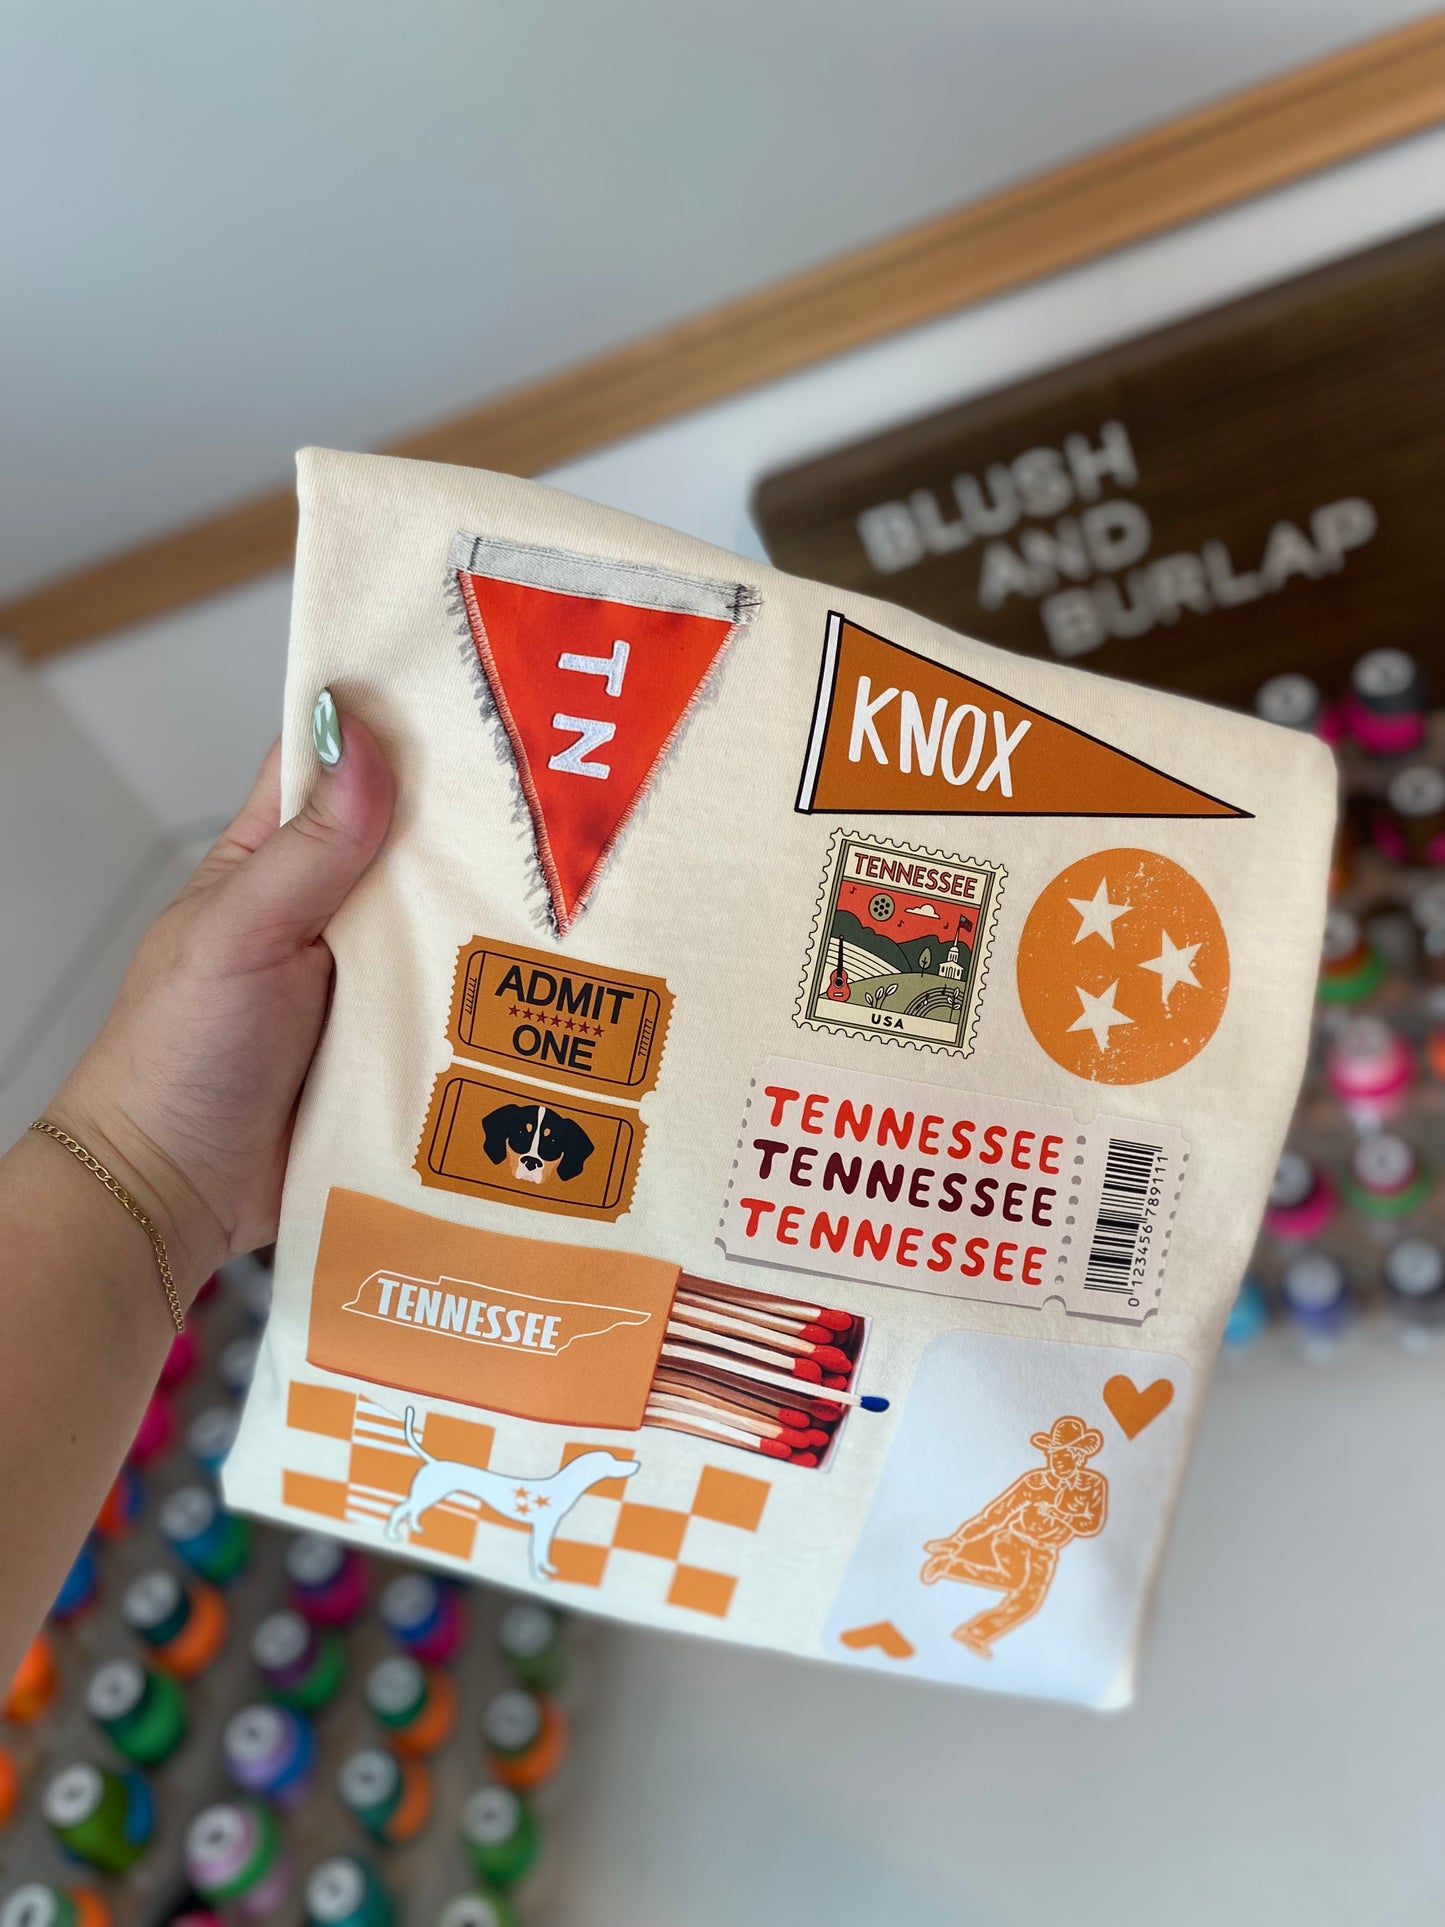 BLUSH
AND
BURLAP
TN
KNOX
TENNESSEE
USA
ADMIT
ONE
TENNESSEE
TENNESSEE
TENNESSEE
0 123456 789111
TENNESSEE